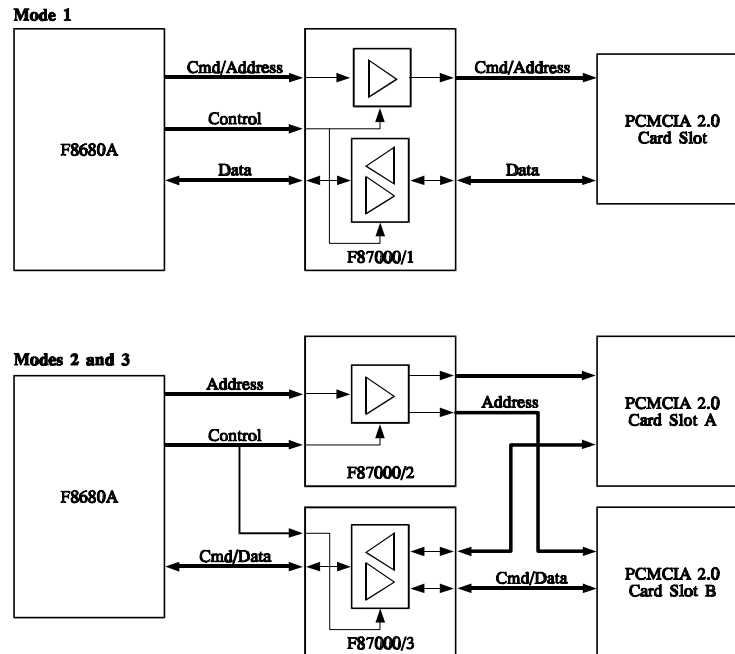 Mode 1
F8680A
Cmd/Address
Control
Data
F87000/1
Cmd/Address
Data
PCMCIA 2.0
Card Slot
Modes 2 and 3
F8680A
Address
Control
Cmd/Data
F87000/2
F87000/3
Address
Cmd/Data
PCMCIA 2.0
Card Slot A
PCMCIA 2.0
Card Slot B